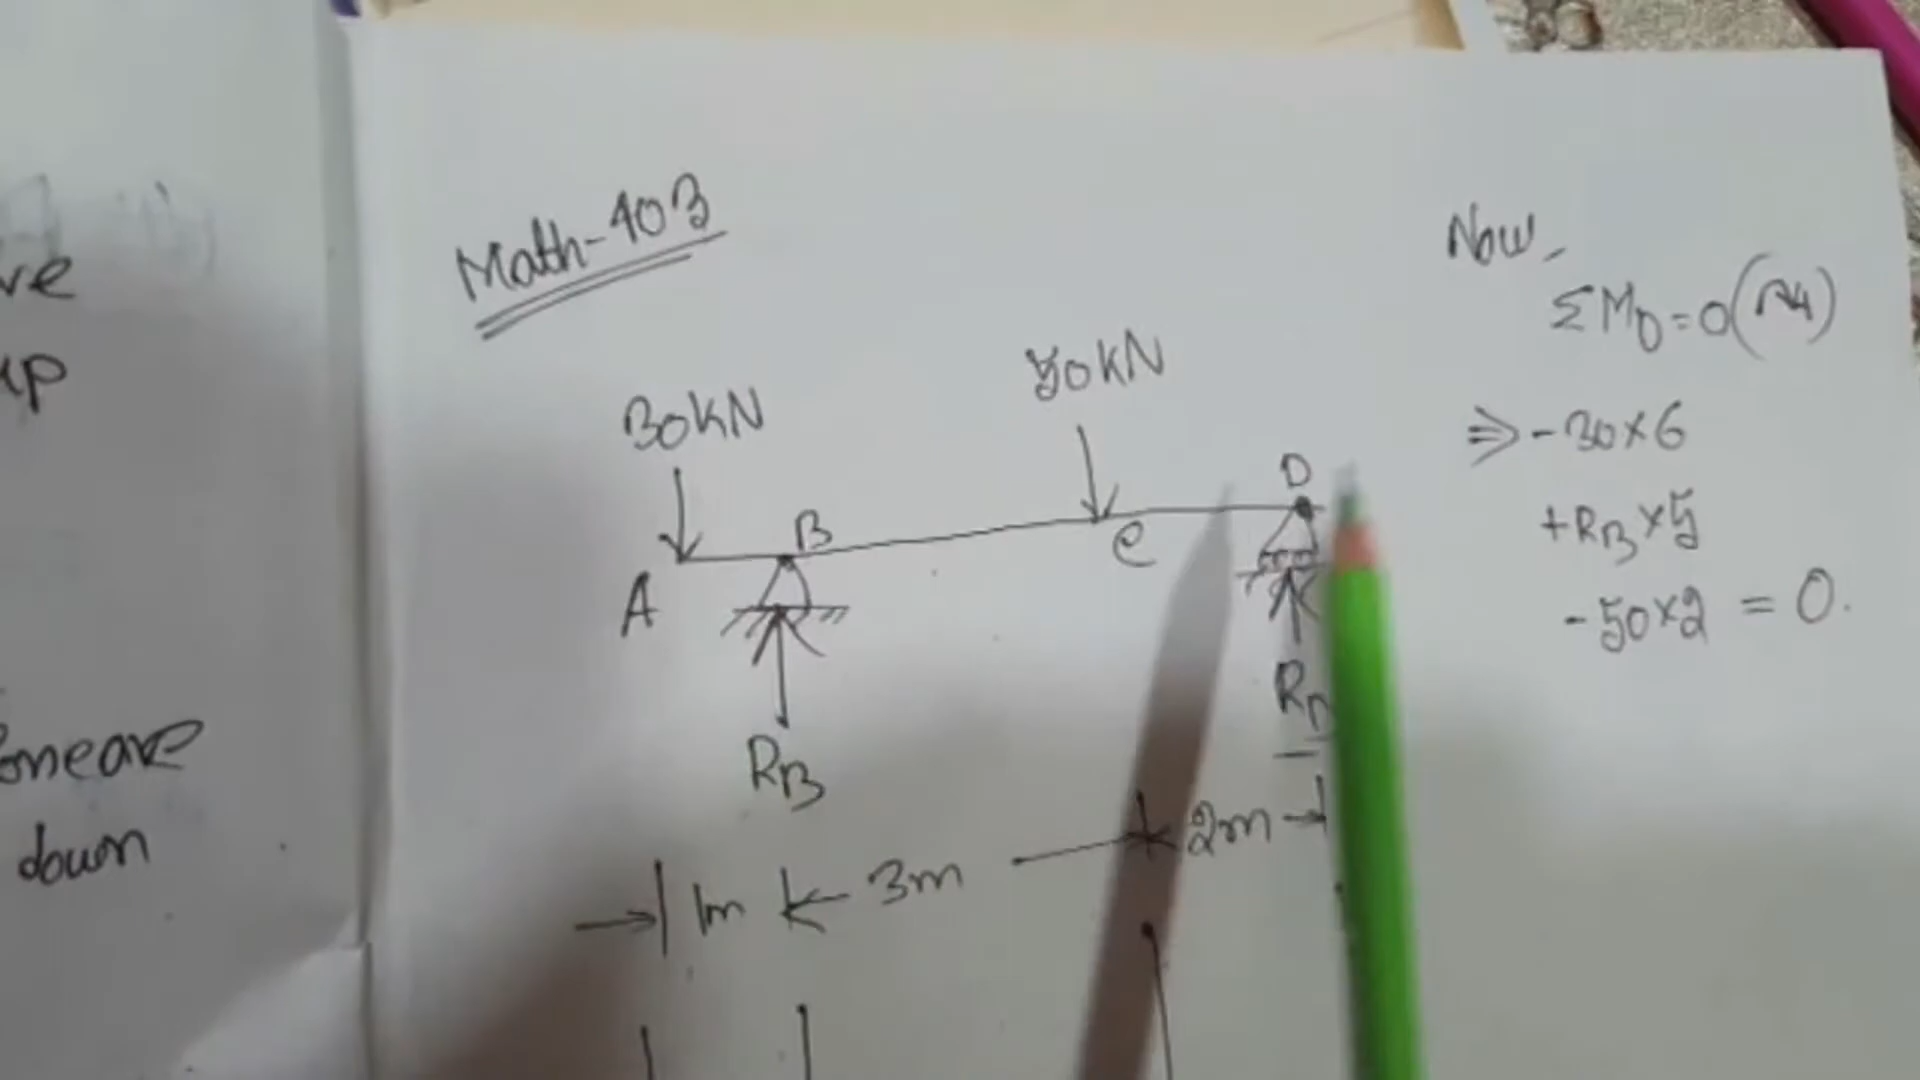 ve
up
down
Math-403
30kN
50kN
A
B
C
D
RB
RD
1m
3m
2m
Now,
ΣMD=0(
⇒ -30×6
+RB×5
-50×2 = 0.